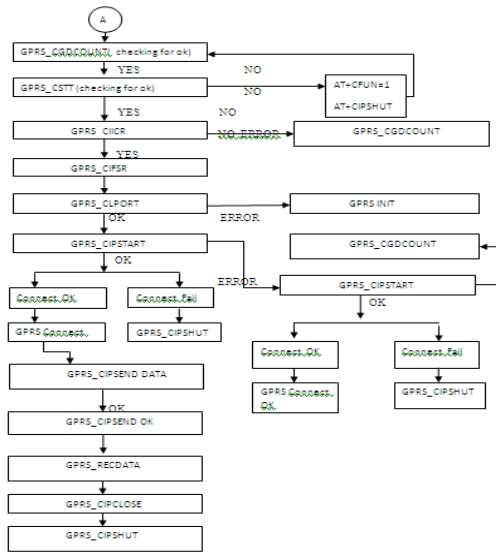 A
GPRS_CGDCOUNT(, checking for ok)
YES NO
GPRS_CSTT (checking for ok)
NO
AT+CFUN=1
AT+CIPSHUT
YES NO
GPRS_CIICR
NO ERROR
GPRS_CGDCOUNT
YES
GPRS_CIFSR
GPRS_CLPORT
GPRS INIT
OK ERROR
GPRS_CIPSTART
GPRS_CGDCOUNT
OK
ERROR
GPRS_CIPSTART
OK
Connect OK
Connect Fail
GPRS Connect
GPRS_CIPSHUT
Connect OK
Connect Fail
GPRS_CIPSEND DATA
GPRS Connect
OK
GPRS_CIPSHUT
OK
GPRS_CIPSEND OK
GPRS_RECDATA
GPRS_CIPCLOSE
GPRS_CIPSHUT